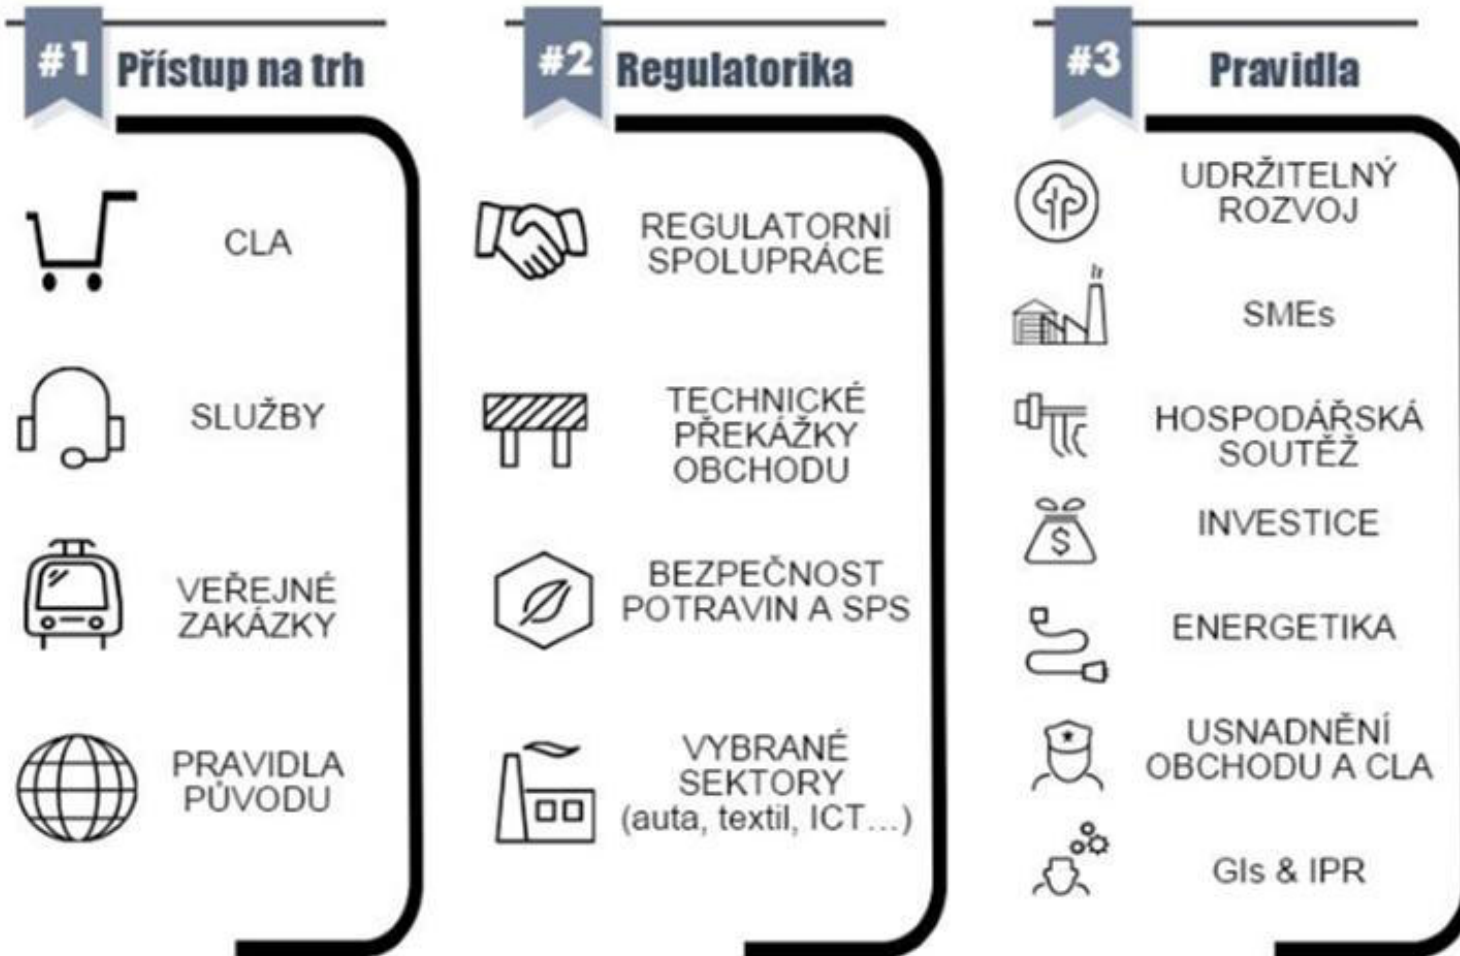 #1 Přístup na trh
CLA
SLUŽBY
VEŘEJNÉ
ZAKÁZKY
PRAVIDLA
PŮVODU
#2 Regulatorika
REGULATORNÍ
SPOLUPRÁCE
TECHNICKÉ
PŘEKÁŽKY
OBCHODU
BEZPEČNOST
POTRAVIN A SPS
VYBRANÉ
SEKTORY
(auta, textil, ICT...)
#3 Pravidla
UDRŽITELNÝ
ROZVOJ
SMEs
HOSPODÁŘSKÁ
SOUTĚŽ
INVESTICE
$
ENERGETIKA
USNADNĚNÍ
OBCHODU A CLA
GIs & IPR